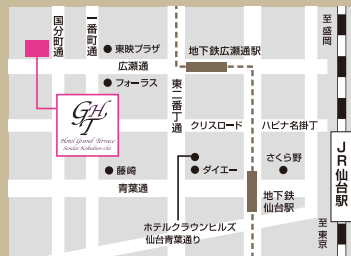 国分町通
一番町通
東映プラザ
広瀬通
フォーラス
地下鉄広瀬通駅
至盛岡
東二番丁通
GHT
Hotel Grand Terrace
Sendai Kokubun-cho
クリスロード
ハピナ名掛丁
JR仙台駅
藤崎
青葉通
ダイエー
さくら野
地下鉄
仙台駅
ホテルクラウンヒルズ
仙台青葉通り
至東京